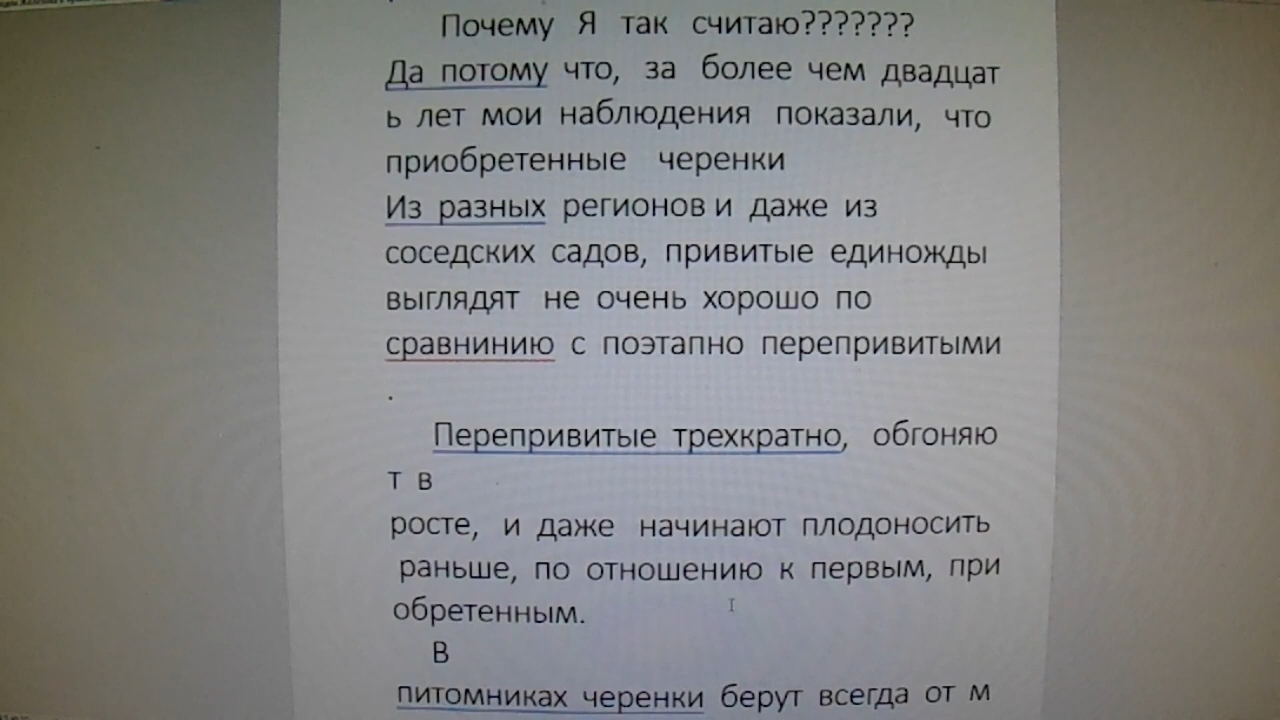 Почему Я так считаю???????
Да потому что, за более чем двадцат
ь лет мои наблюдения показали, что
приобретенные черенки
Из разных регионов и даже из
соседских садов, привитые единожды
выглядят не очень хорошо по
сравнинию с поэтапно перепривитыми
.
Перепривитые трехкратно, обгоняю
т в
росте, и даже начинают плодоносить
раньше, по отношению к первым, при
обретенным.
В
питомниках черенки берут всегда от м